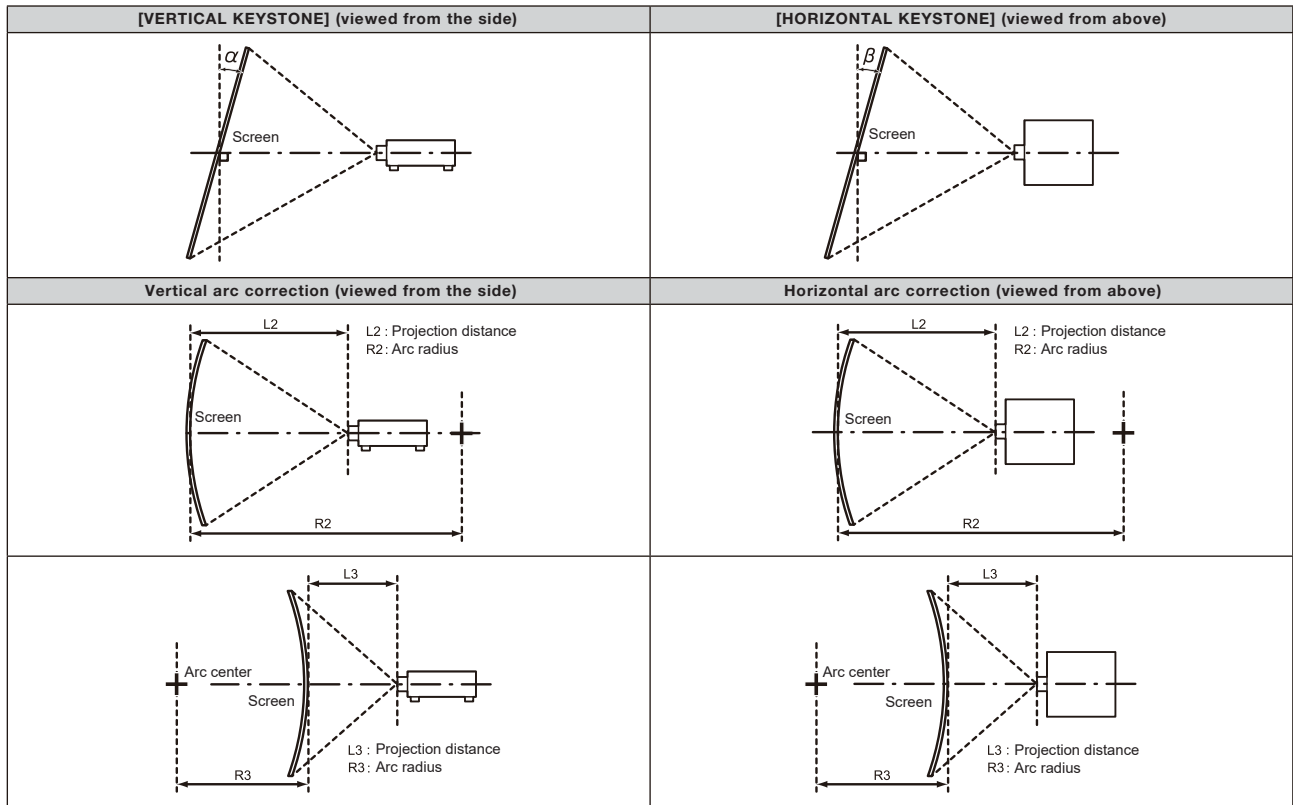 [VERTICAL KEYSTONE] (viewed from the side)
[HORIZONTAL KEYSTONE] (viewed from above)
α
Screen
β
Screen
Vertical arc correction (viewed from the side)
Horizontal arc correction (viewed from above)
L2
L2 : Projection distance
R2 : Arc radius
Screen
R2
L2
L2 : Projection distance
R2 : Arc radius
Screen
R2
L3
Arc center
Screen
L3 : Projection distance
R3 : Arc radius
R3
L3
Arc center
Screen
L3 : Projection distance
R3 : Arc radius
R3